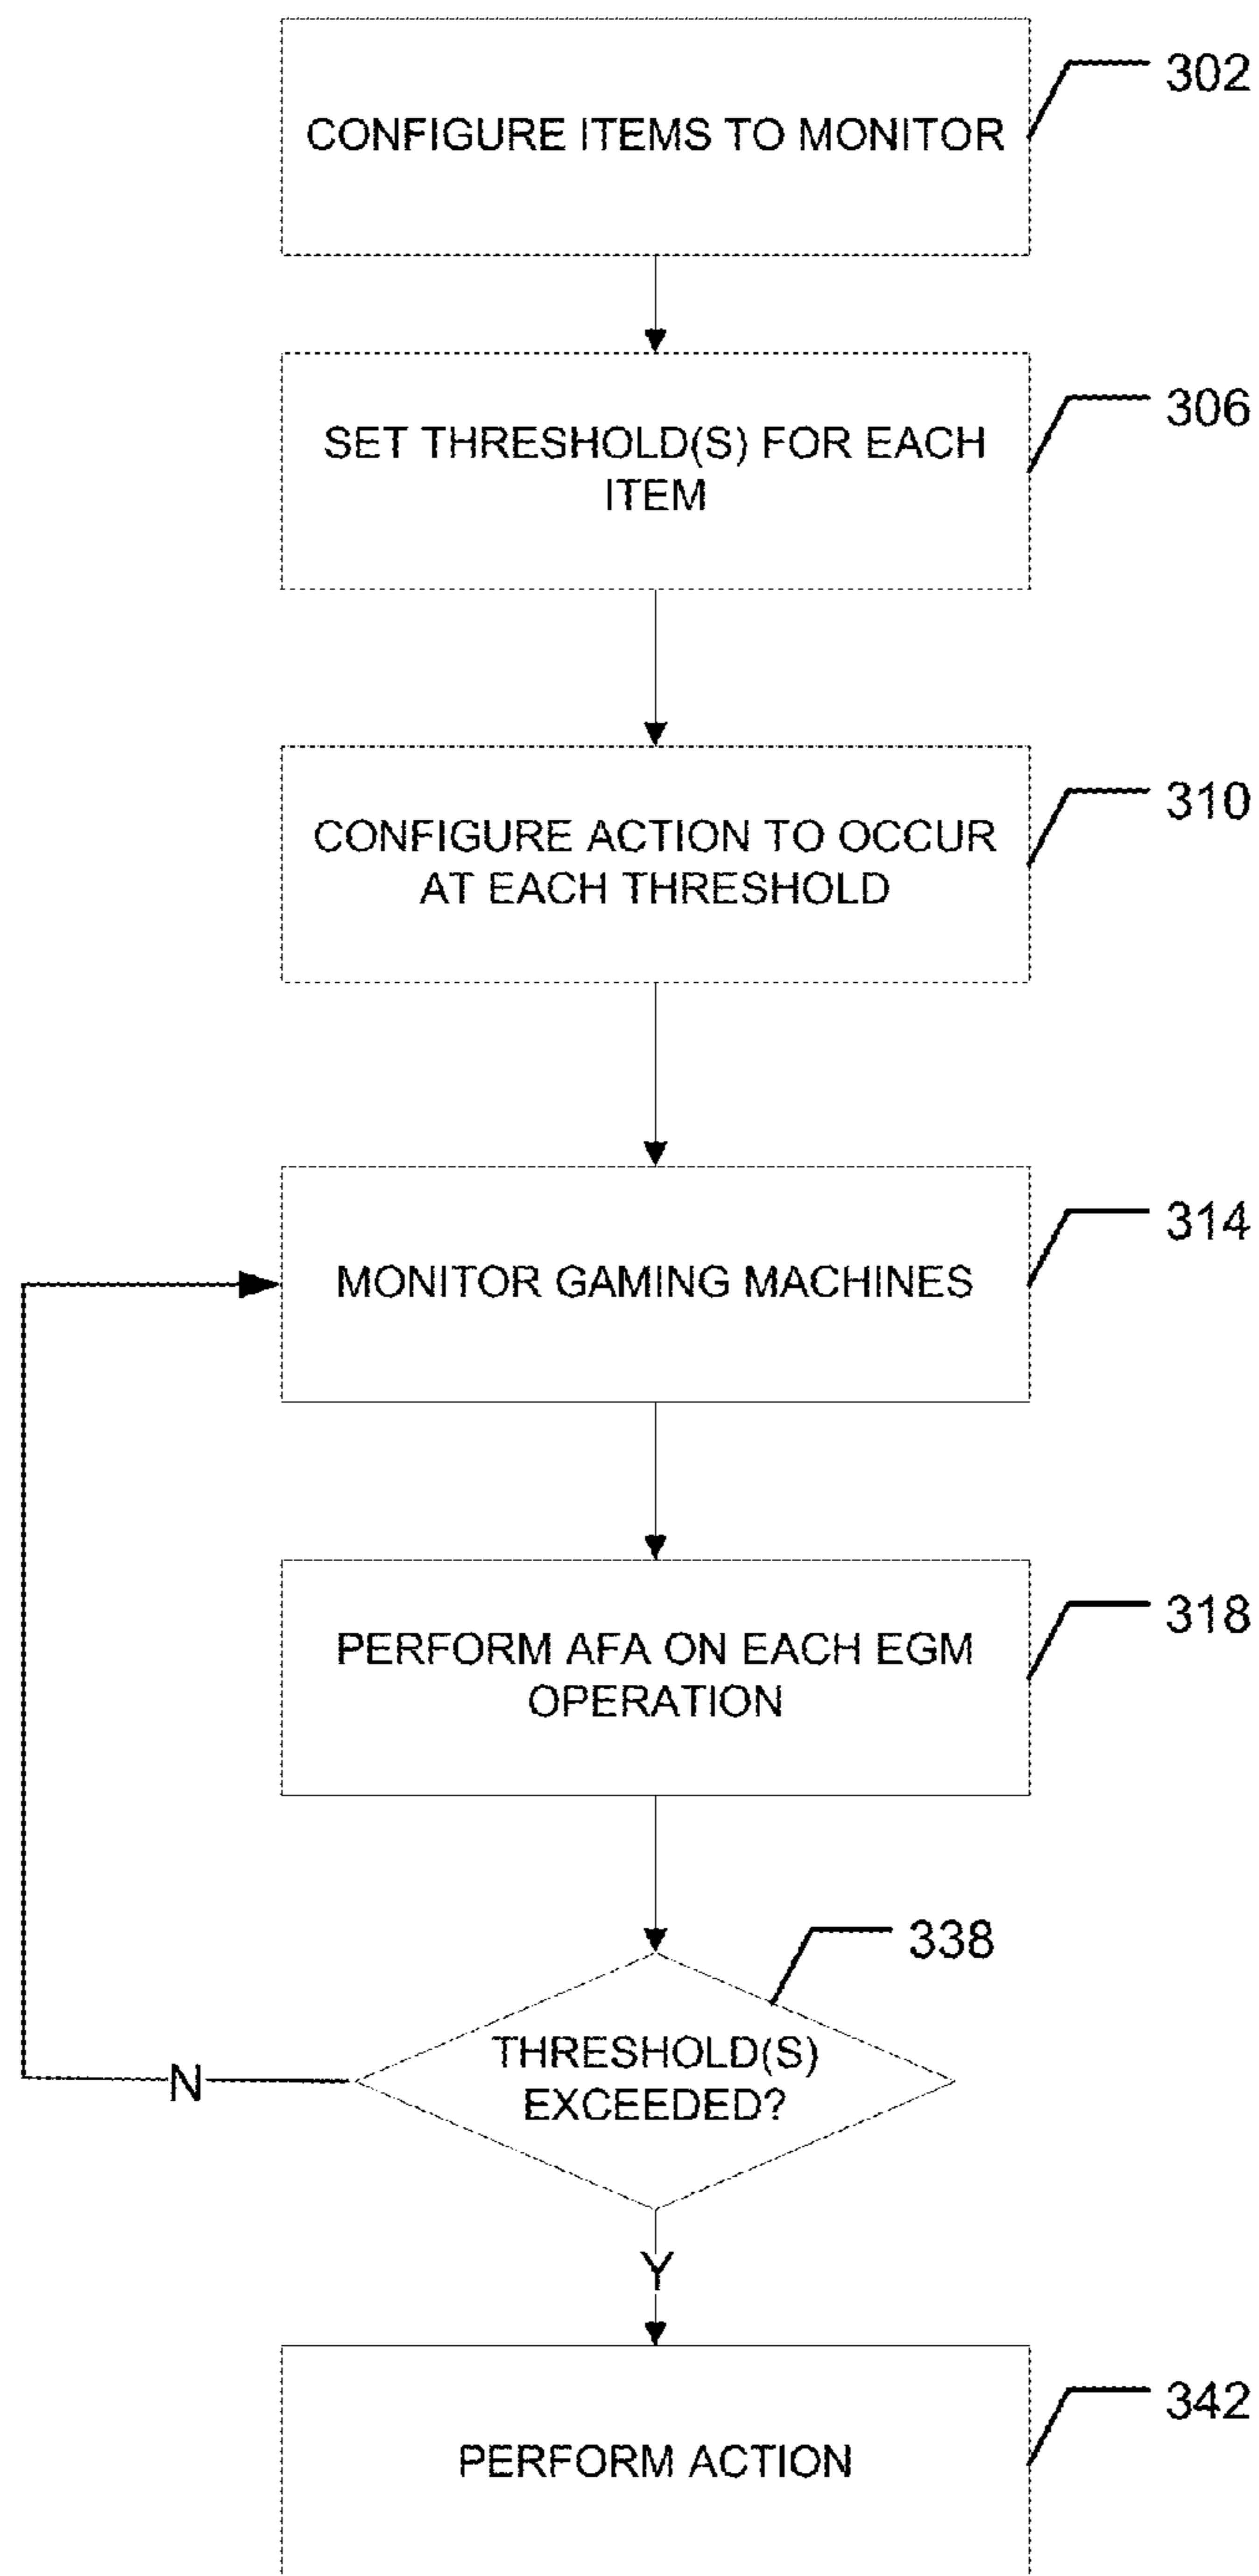 CONFIGURE ITEMS TO MONITOR
302
SET THRESHOLD(S) FOR EACH
ITEM
306
CONFIGURE ACTION TO OCCUR
AT EACH THRESHOLD
310
MONITOR GAMING MACHINES
314
PERFORM AFA ON EACH EGM
OPERATION
318
338
THRESHOLD(S)
EXCEEDED?
N
Y
PERFORM ACTION
342